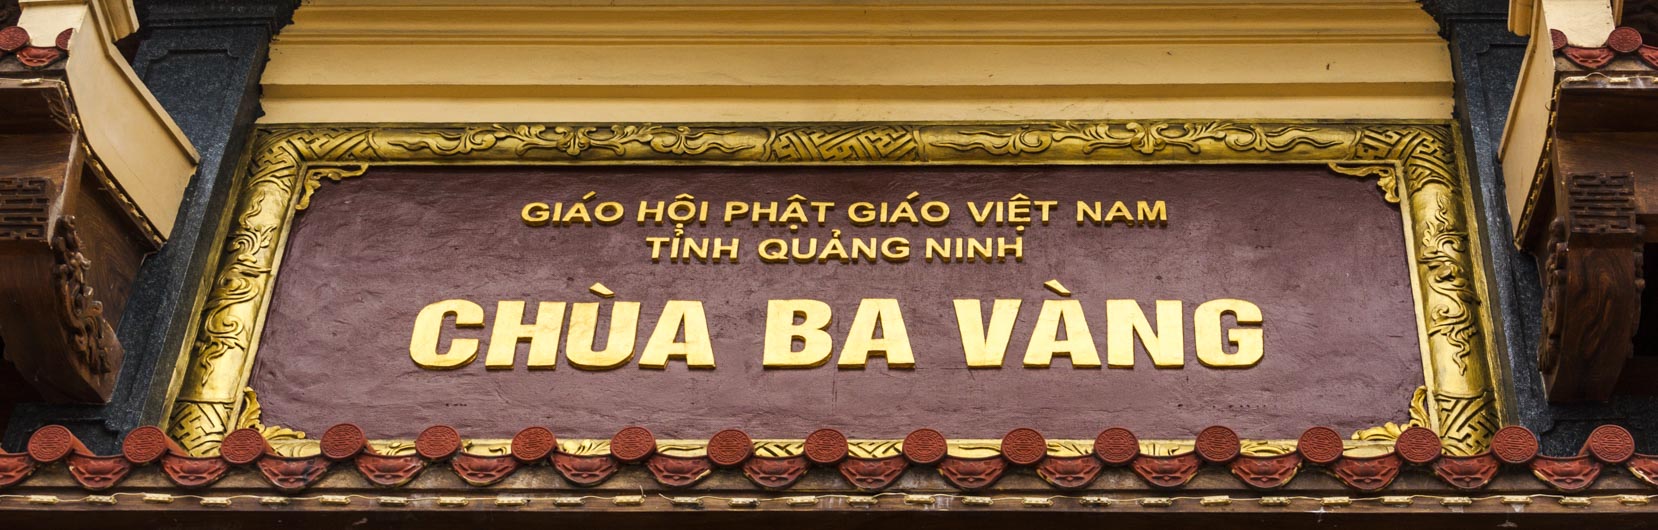 GIÁO HỘI PHẬT GIÁO VIỆT NAM
TỈNH QUẢNG NINH
CHÙA BA VÀNG